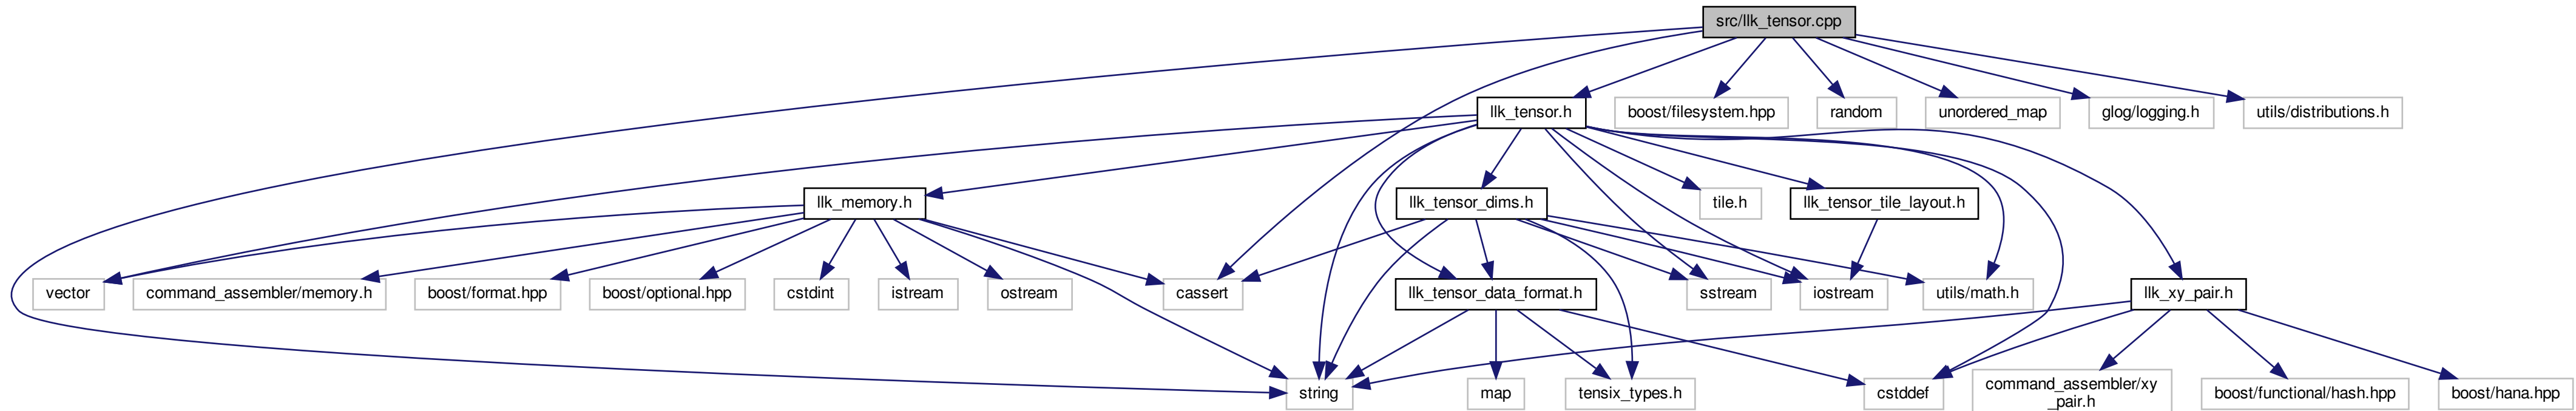 src/llk_tensor.cpp
llk_tensor.h
boost/filesystem.hpp
random
unordered_map
glog/logging.h
utils/distributions.h
llk_memory.h
llk_tensor_dims.h
tile.h
llk_tensor_tile_layout.h
vector
command_assembler/memory.h
boost/format.hpp
boost/optional.hpp
cstdint
istream
ostream
cassert
llk_tensor_data_format.h
sstream
iostream
utils/math.h
llk_xy_pair.h
string
map
tensix_types.h
cstddef
command_assembler/xy
_pair.h
boost/functional/hash.hpp
boost/hana.hpp